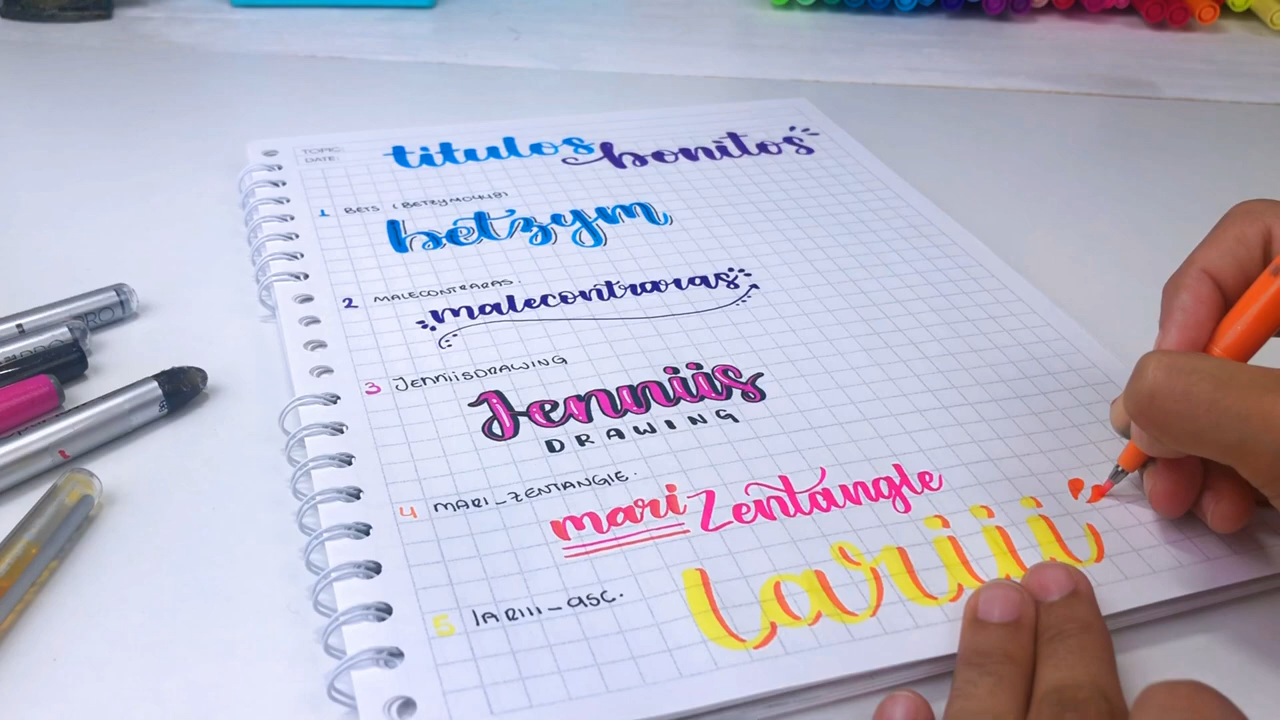 TOPIC:
DATE:
titulos bonitos
1 BETS (BETZYM0448)
betzym
2 MALECONTRARAS.
malecontraras
3 JENNIISDRAWING
Jenniis
DRAWING
4 MARI_ZENTANGLE.
mari Zentangle
5 LARIII_asc.
Lariii